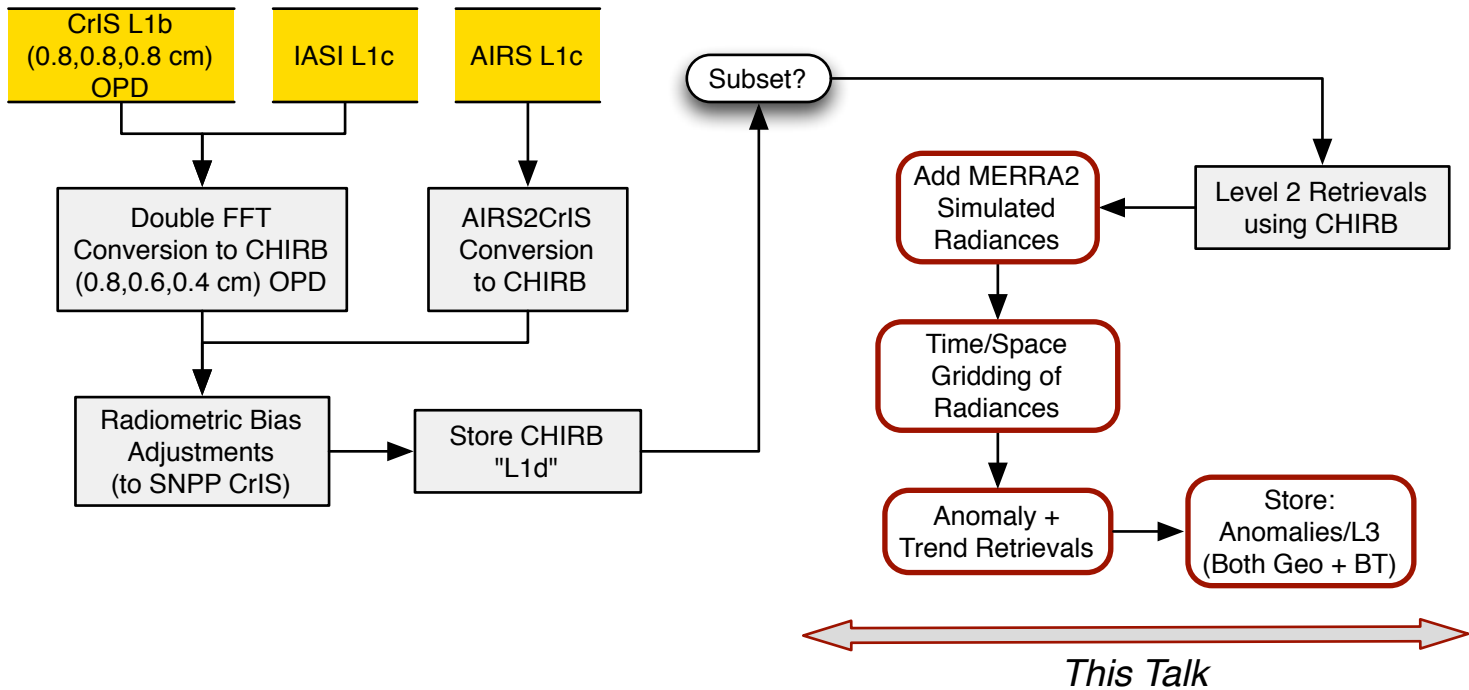 CrIS L1b
(0.8,0.8,0.8 cm)
OPD
IASI L1c
AIRS L1c
Double FFT
Conversion to CHIRB
(0.8,0.6,0.4 cm) OPD
AIRS2CrIS
Conversion
to CHIRB
Radiometric Bias
Adjustments
(to SNPP CrIS)
Store CHIRB
"L1d"
Subset?
Level 2 Retrievals
using CHIRB
Add MERRA2
Simulated
Radiances
Time/Space
Gridding of
Radiances
Anomaly +
Trend Retrievals
Store:
Anomalies/L3
(Both Geo + BT)
This Talk